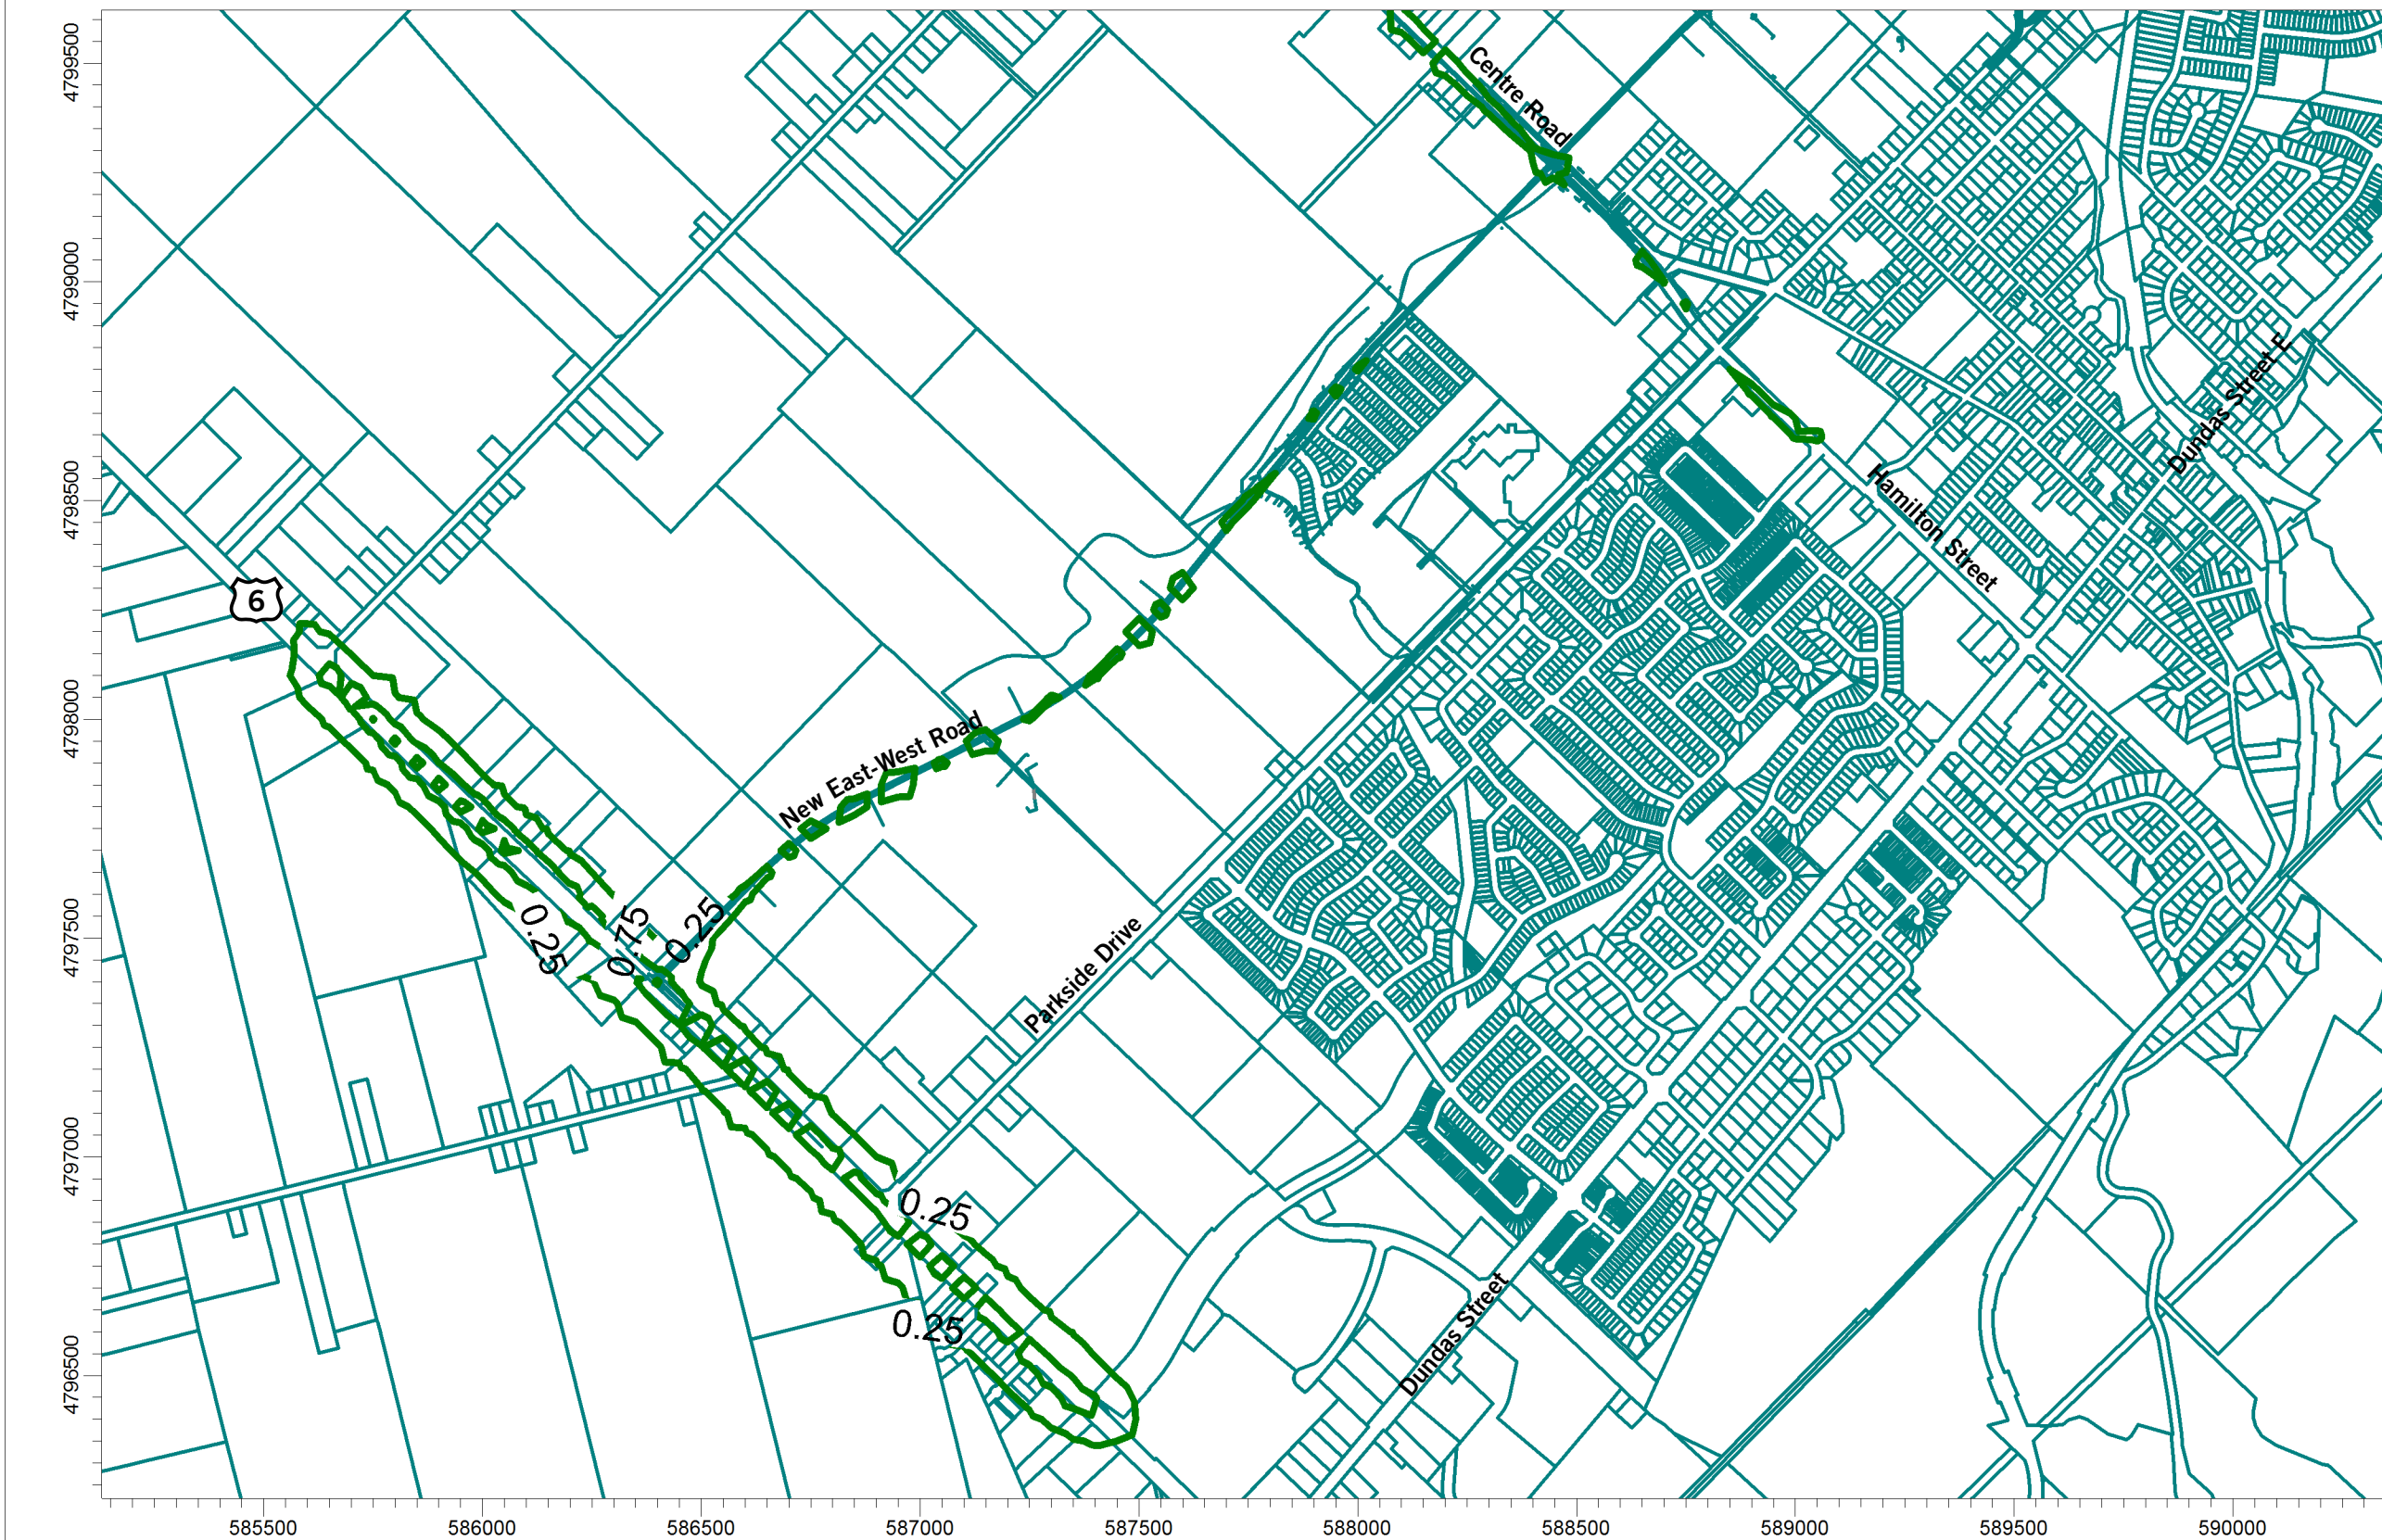 4799500
Centre Road
4799000
Dundas Street E
4798500
Hamilton Street
6
4798000
New East-West Road
4797500
0.25
0.75
0.25
Parkside Drive
4797000
0.25
0.25
Dundas Street
4796500
585500 586000 586500 587000 587500 588000 588500 589000 589500 590000